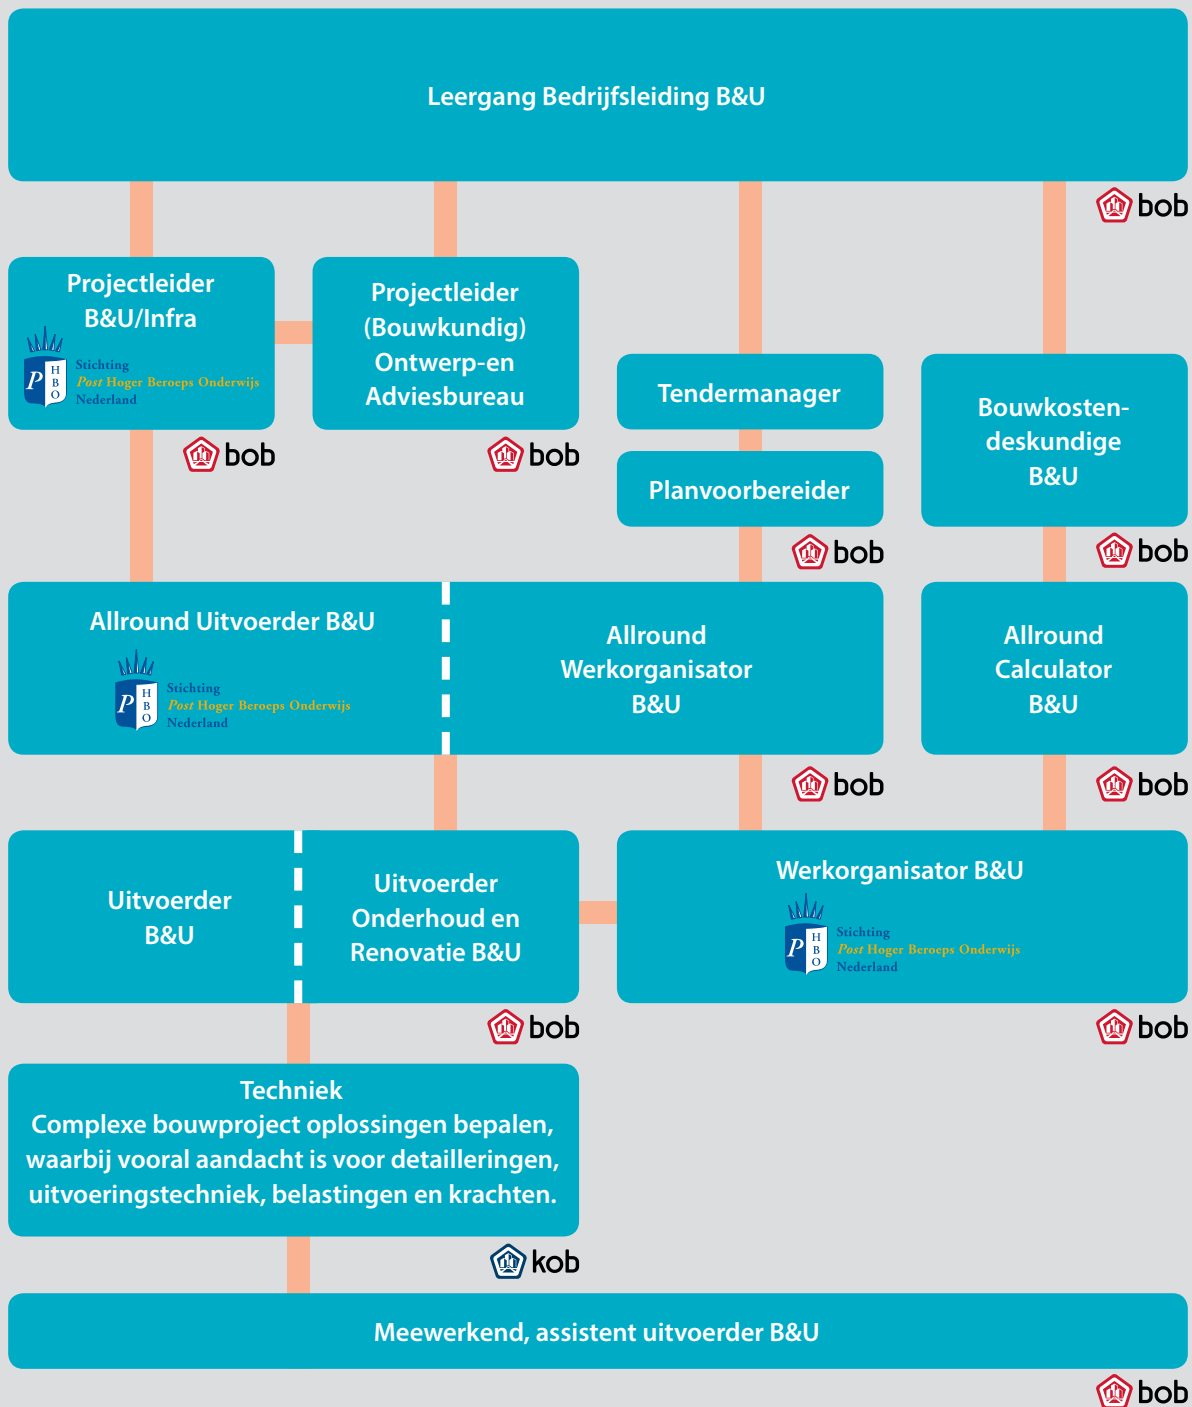 Leergang Bedrijfsleiding B&U
bob
Projectleider
B&U/Infra
P
H
B
O
Stichting
Post Hoger Beroeps Onderwijs
Nederland
bob
Projectleider
(Bouwkundig)
Ontwerp-en
Adviesbureau
bob
Tendermanager
Planvoorbereider
bob
Bouwkosten-
deskundige
B&U
bob
Allround Uitvoerder B&U
P
H
B
O
Stichting
Post Hoger Beroeps Onderwijs
Nederland
Allround
Werkorganisator
B&U
bob
Allround
Calculator
B&U
bob
Uitvoerder
B&U
Uitvoerder
Onderhoud en
Renovatie B&U
bob
Werkorganisator B&U
P
H
B
O
Stichting
Post Hoger Beroeps Onderwijs
Nederland
bob
Techniek
Complexe bouwproject oplossingen bepalen,
waarbij vooral aandacht is voor detailleringen,
uitvoeringstechniek, belastingen en krachten.
kob
Meewerkend, assistent uitvoerder B&U
bob